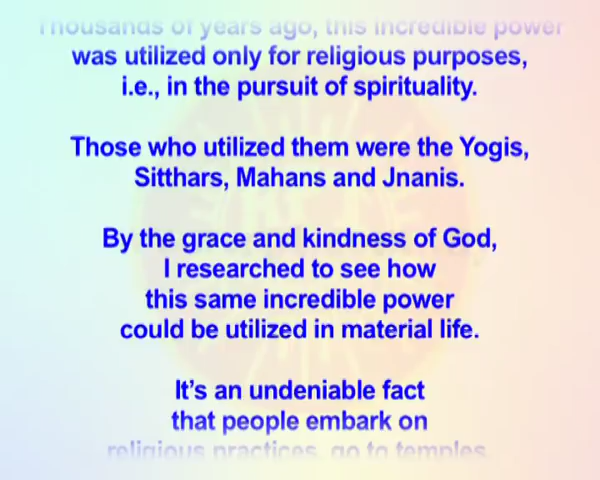 Thousands of years ago, this incredible power
was utilized only for religious purposes,
i.e., in the pursuit of spirituality.
Those who utilized them were the Yogis,
Sitthars, Mahans and Jnanis.
By the grace and kindness of God,
I researched to see how
this same incredible power
could be utilized in material life.
It's an undeniable fact
that people embark on
religious practices, go to temples,